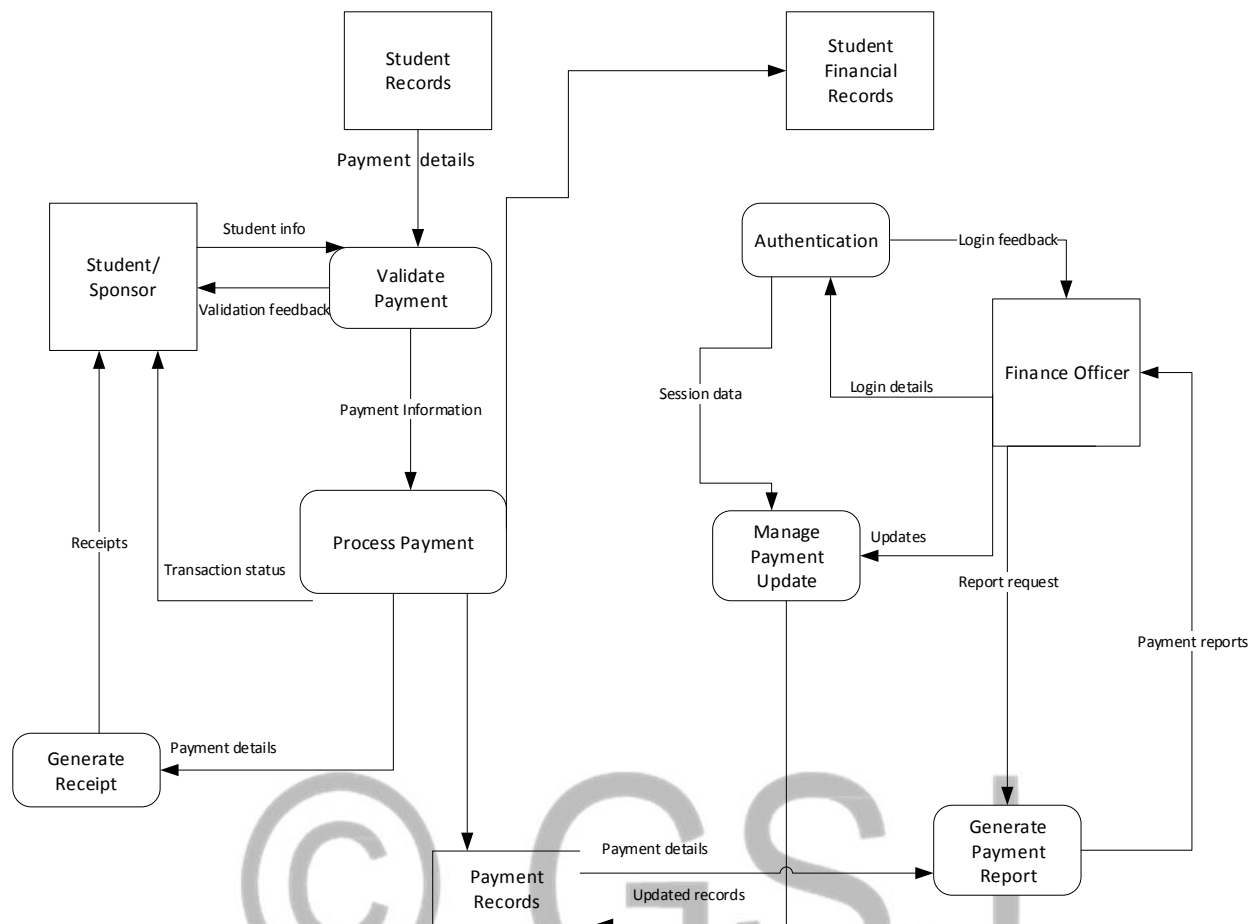 Student
Records
Student
Financial
Records
Payment details
Student/
Sponsor
Student info
Validate
Payment
Validation feedback
Authentication
Login feedback
Finance Officer
Login details
Session data
Payment Information
Process Payment
Manage
Payment
Update
Updates
Receipts
Transaction status
Report request
Payment reports
Generate
Receipt
Payment details
Generate
Payment
Report
Payment details
Payment
Records
Updated records
© GSJ